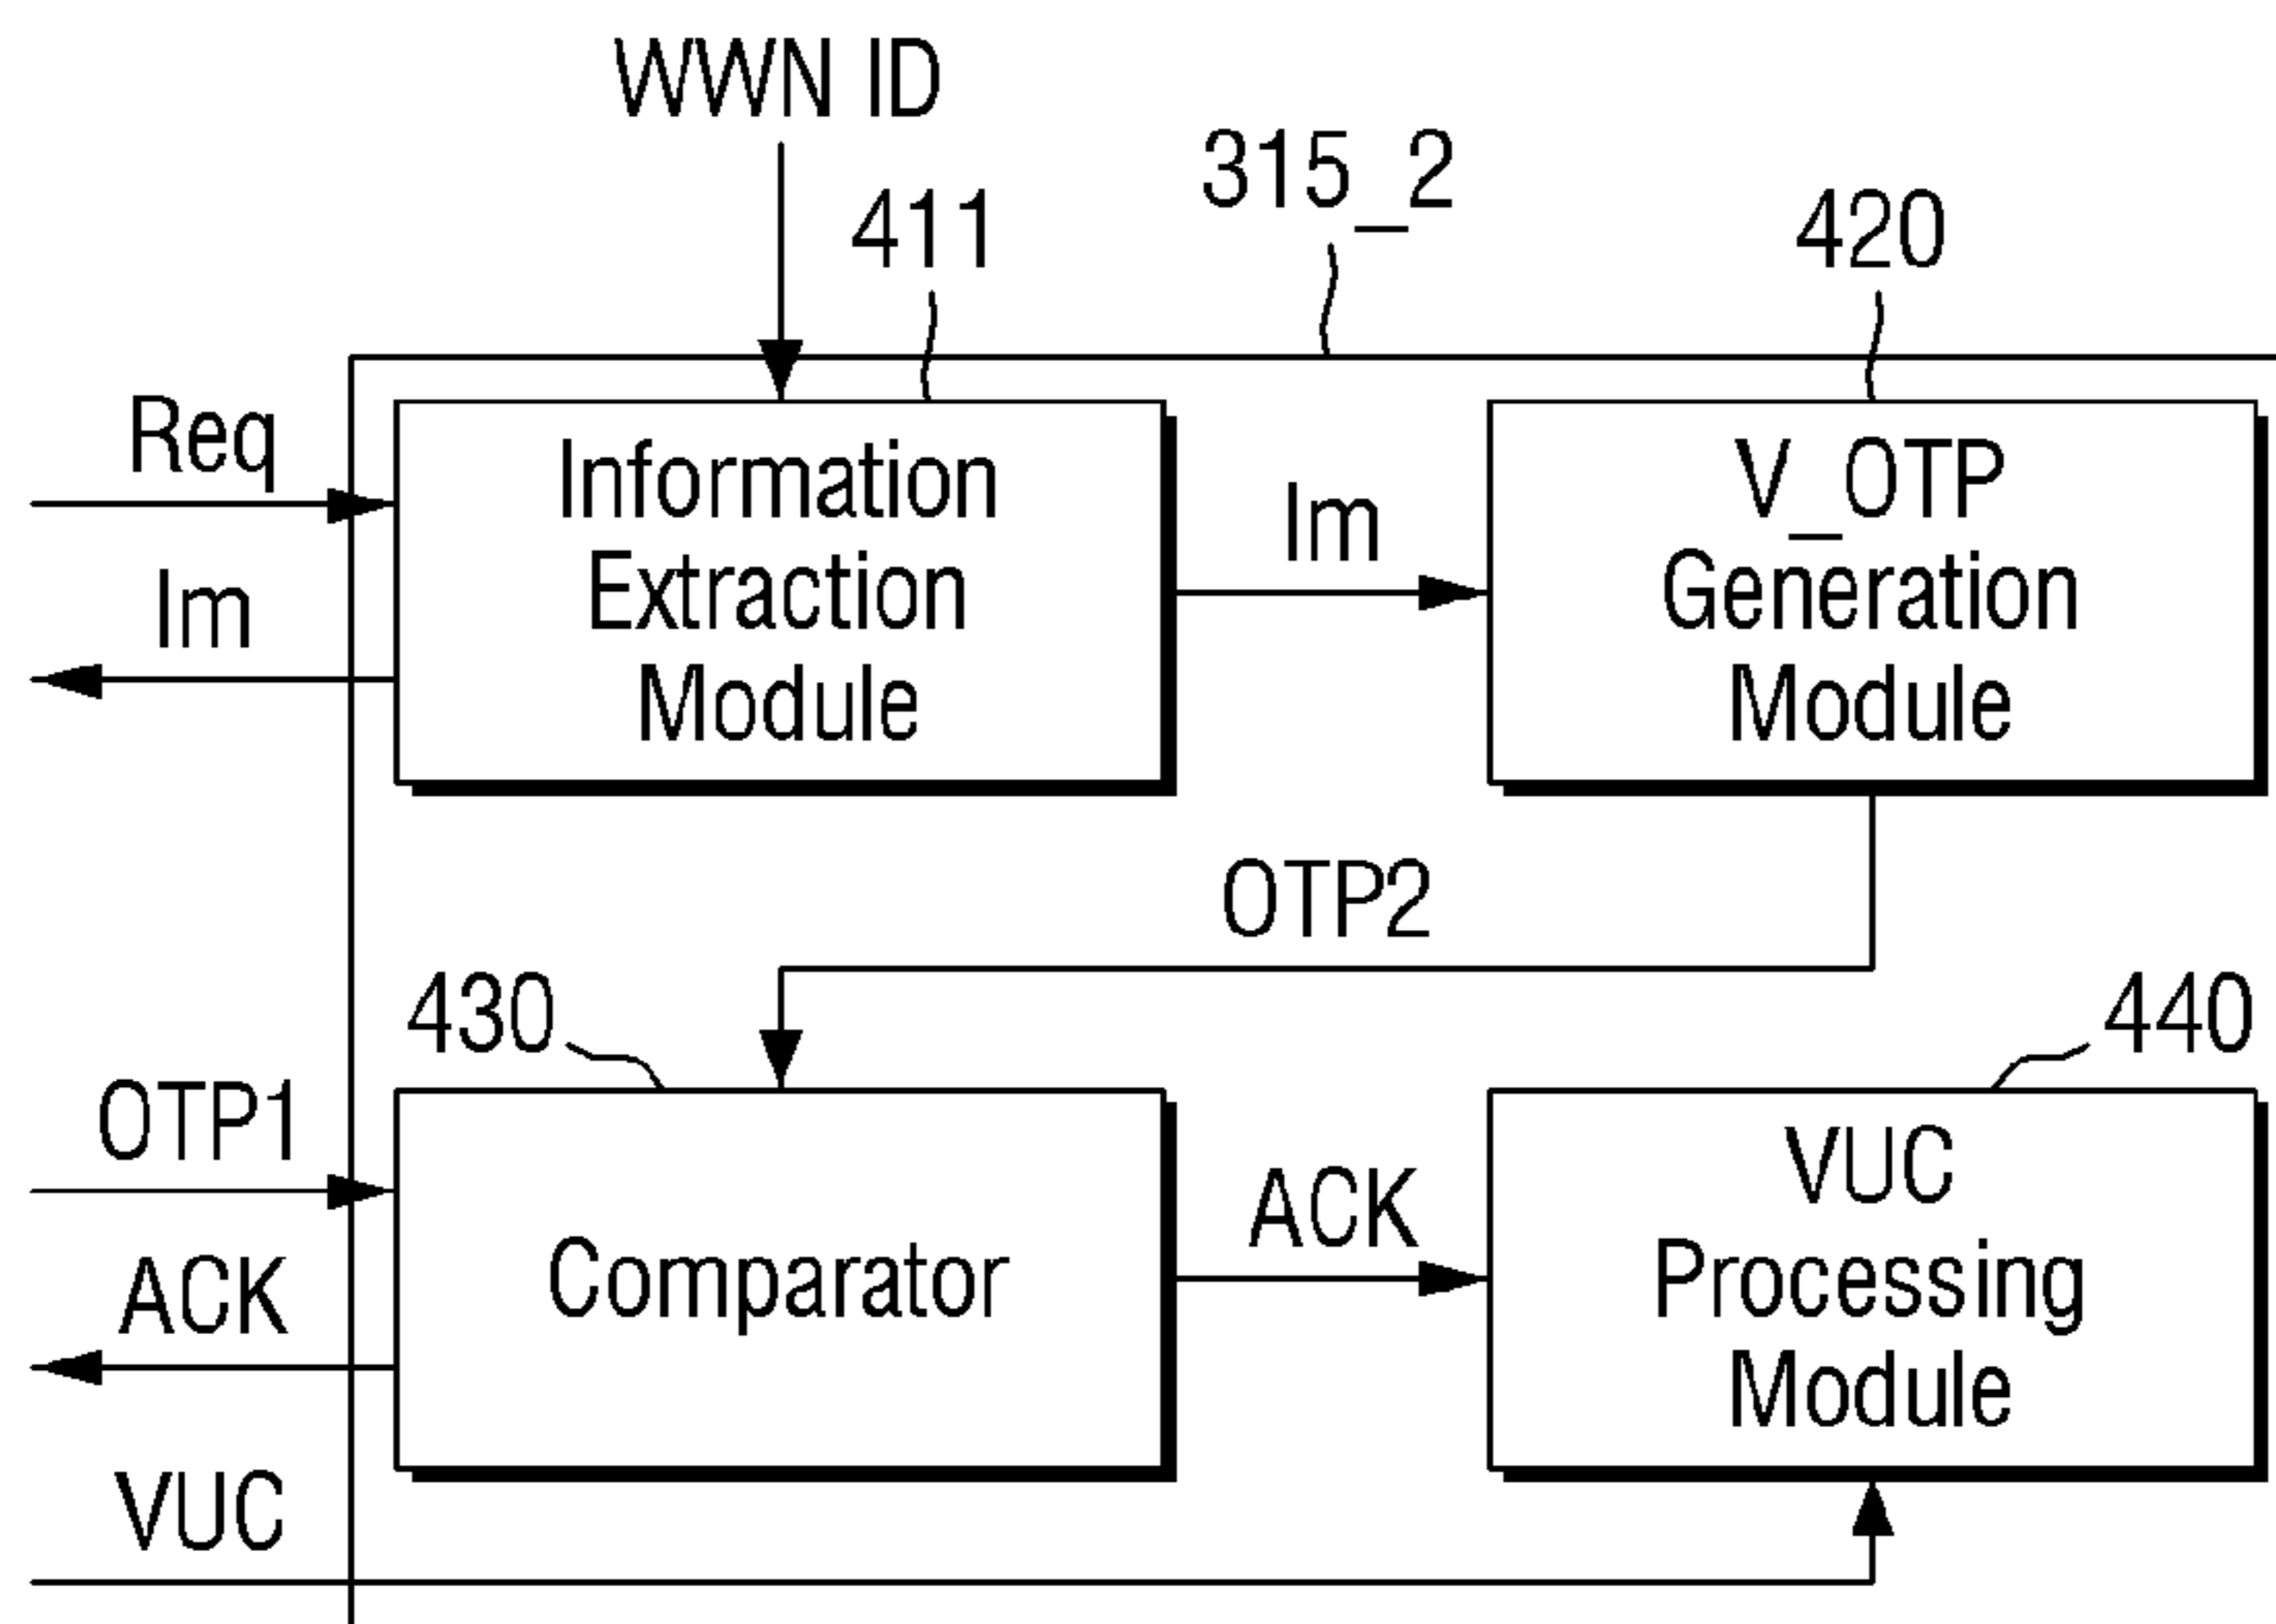 WWN ID
315_2
411
420
Req
Im
Information
Extraction
Module
Im
V_OTP
Generation
Module
OTP2
430
440
OTP1
ACK
Comparator
ACK
VUC
Processing
Module
VUC